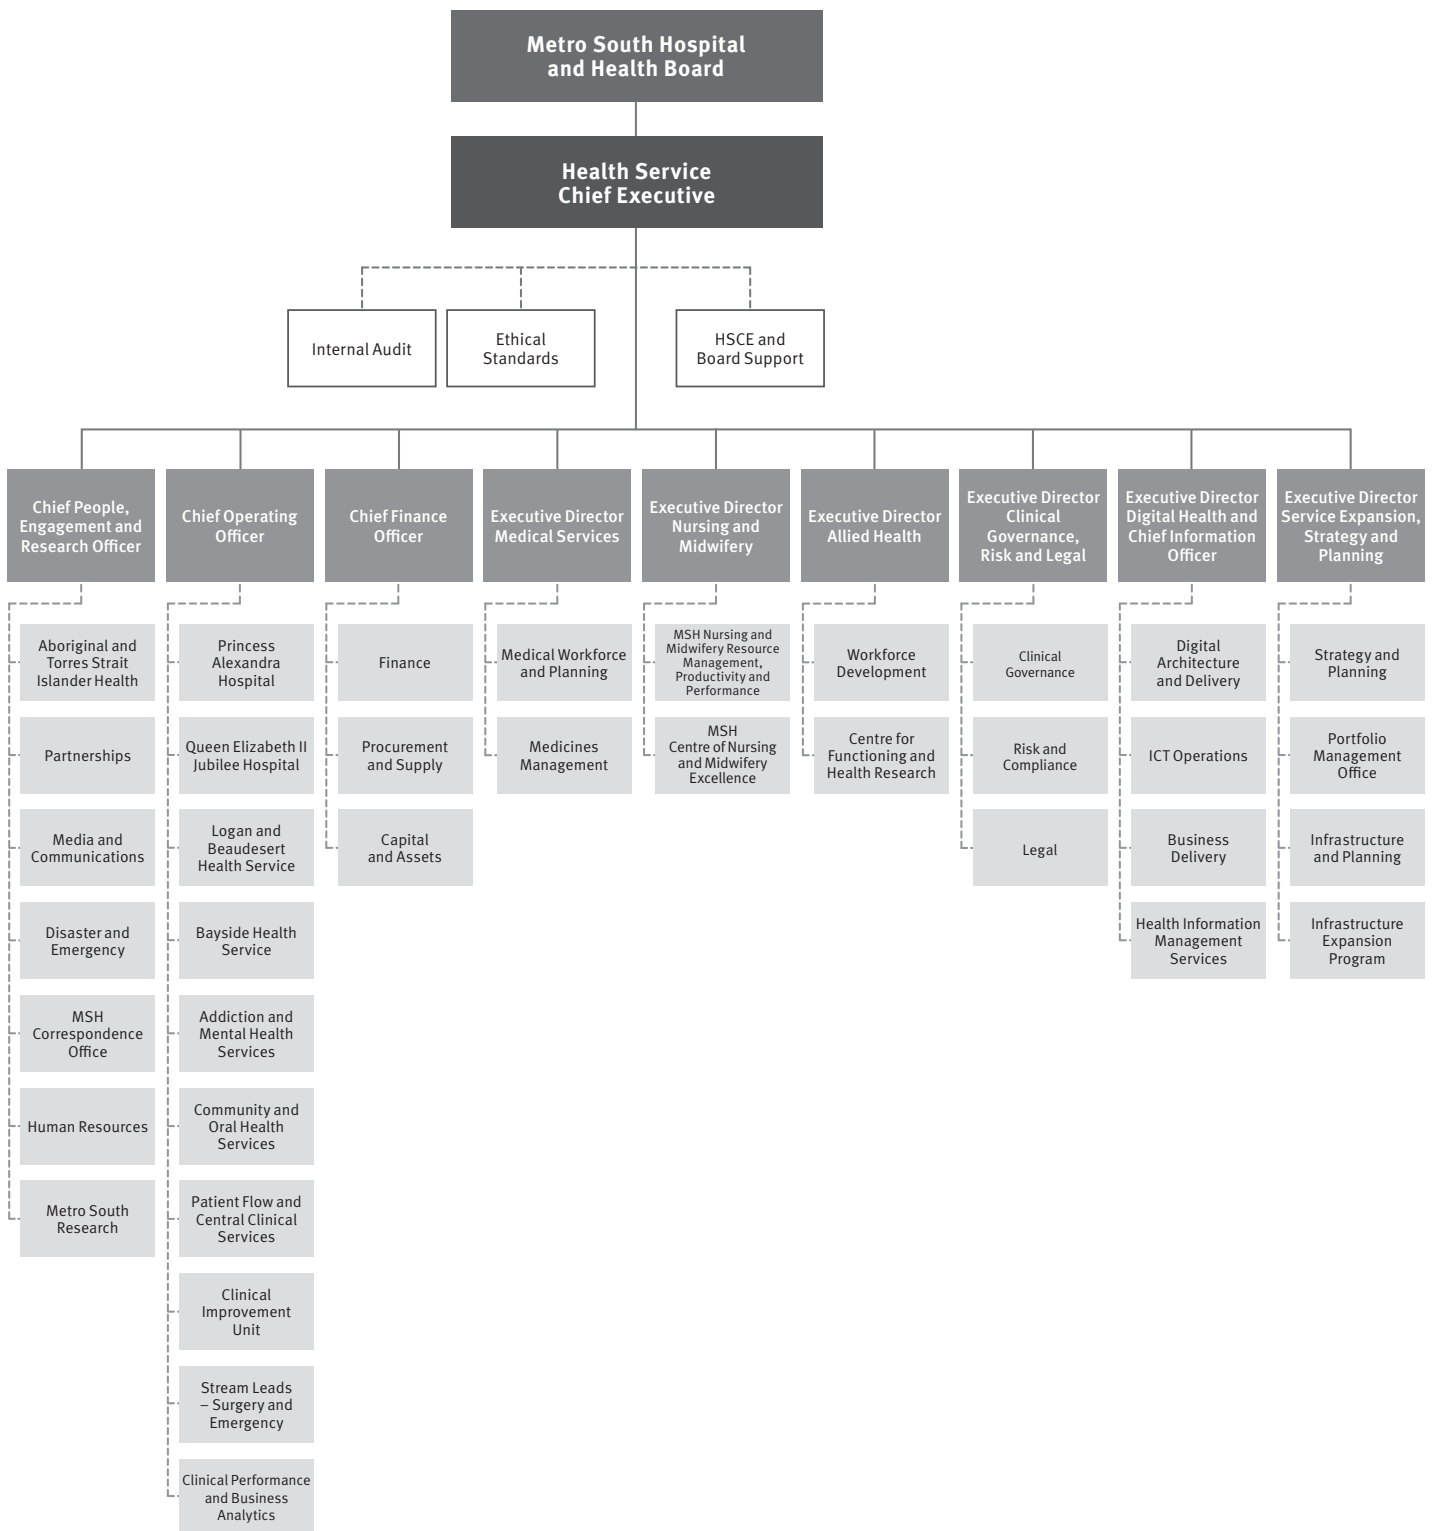 Metro South Hospital
and Health Board
Health Service
Chief Executive
Internal Audit
Ethical
Standards
HSCE and
Board Support
Chief People,
Engagement and
Research Officer
Chief Operating
Officer
Chief Finance
Officer
Executive Director
Medical Services
Executive Director
Nursing and
Midwifery
Executive Director
Allied Health
Executive Director
Clinical
Governance,
Risk and Legal
Executive Director
Digital Health and
Chief Information
Officer
Executive Director
Service Expansion,
Strategy and
Planning
Aboriginal and
Torres Strait
Islander Health
Partnerships
Media and
Communications
Disaster and
Emergency
MSH
Correspondence
Office
Human Resources
Metro South
Research
Princess
Alexandra
Hospital
Queen Elizabeth II
Jubilee Hospital
Logan and
Beaudesert
Health Service
Bayside Health
Service
Addiction and
Mental Health
Services
Community and
Oral Health
Services
Patient Flow and
Central Clinical
Services
Clinical
Improvement
Unit
Stream Leads
– Surgery and
Emergency
Clinical Performance
and Business
Analytics
Finance
Procurement
and Supply
Capital
and Assets
Medical Workforce
and Planning
Medicines
Management
MSH Nursing and
Midwifery Resource
Management,
Productivity and
Performance
MSH
Centre of Nursing
and Midwifery
Excellence
Workforce
Development
Centre for
Functioning and
Health Research
Clinical
Governance
Risk and
Compliance
Legal
Digital
Architecture
and Delivery
ICT Operations
Business
Delivery
Health Information
Management
Services
Strategy and
Planning
Portfolio
Management
Office
Infrastructure
and Planning
Infrastructure
Expansion
Program